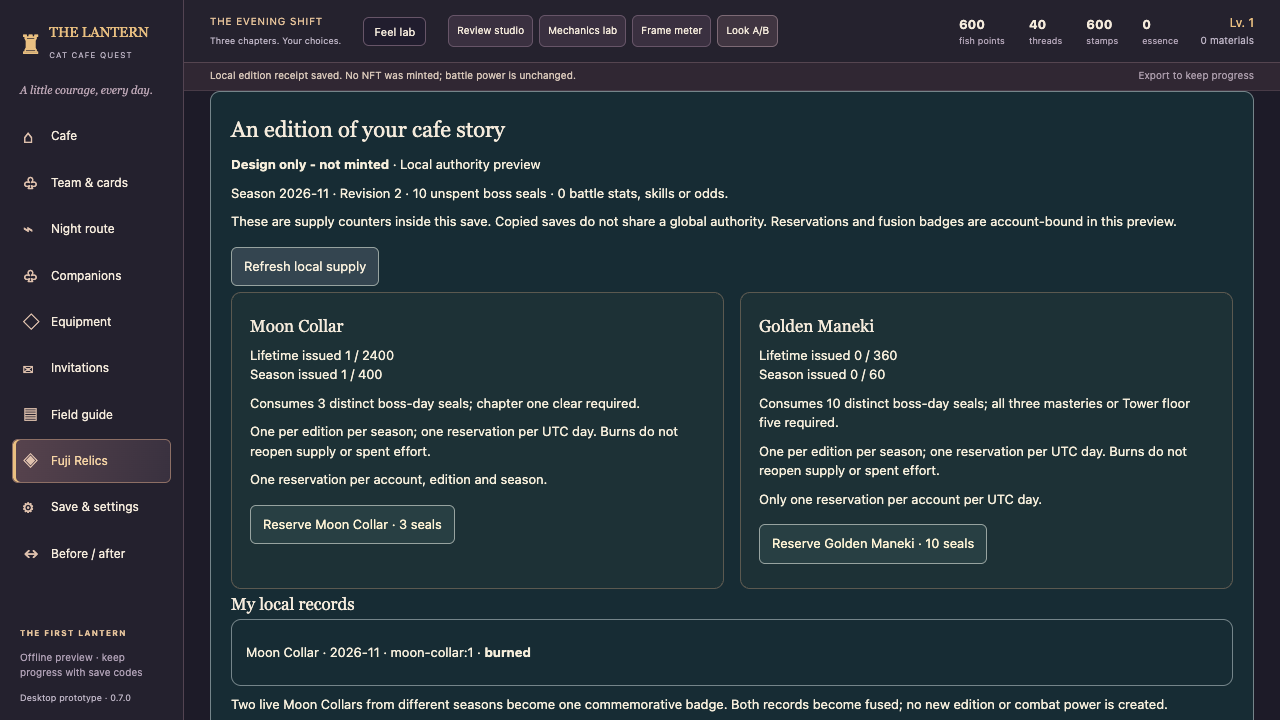 THE LANTERN
CAT CAFE QUEST
A little courage, every day.
Cafe
Team & cards
Night route
Companions
Equipment
Invitations
Field guide
Fuji Relics
Save & settings
Before / after
THE FIRST LANTERN
Offline preview · keep
progress with save codes
Desktop prototype · 0.7.0
THE EVENING SHIFT
Three chapters. Your choices.
Feel lab
Review studio
Mechanics lab
Frame meter
Look A/B
600
fish points
40
threads
600
stamps
0
essence
Lv. 1
0 materials
Local edition receipt saved. No NFT was minted; battle power is unchanged.
Export to keep progress
An edition of your cafe story
Design only - not minted · Local authority preview
Season 2026-11 · Revision 2 · 10 unspent boss seals · 0 battle stats, skills or odds.
These are supply counters inside this save. Copied saves do not share a global authority. Reservations and fusion badges are account-bound in this preview.
Refresh local supply
Moon Collar
Lifetime issued 1 / 2400
Season issued 1 / 400
Consumes 3 distinct boss-day seals; chapter one clear required.
One per edition per season; one reservation per UTC day. Burns do not
reopen supply or spent effort.
One reservation per account, edition and season.
Reserve Moon Collar · 3 seals
Golden Maneki
Lifetime issued 0 / 360
Season issued 0 / 60
Consumes 10 distinct boss-day seals; all three masteries or Tower floor
five required.
One per edition per season; one reservation per UTC day. Burns do not
reopen supply or spent effort.
Only one reservation per account per UTC day.
Reserve Golden Maneki · 10 seals
My local records
Moon Collar · 2026-11 · moon-collar:1 · burned
Two live Moon Collars from different seasons become one commemorative badge. Both records become fused; no new edition or combat power is created.